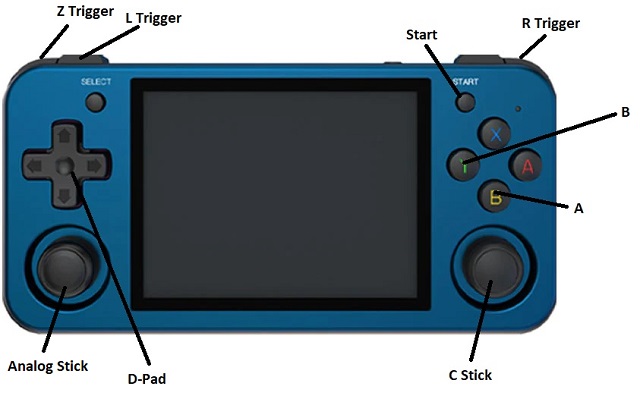 Z Trigger
L Trigger
R Trigger
Start
SELECT
START
B
X
Y
A
B
A
Analog Stick
D-Pad
C Stick